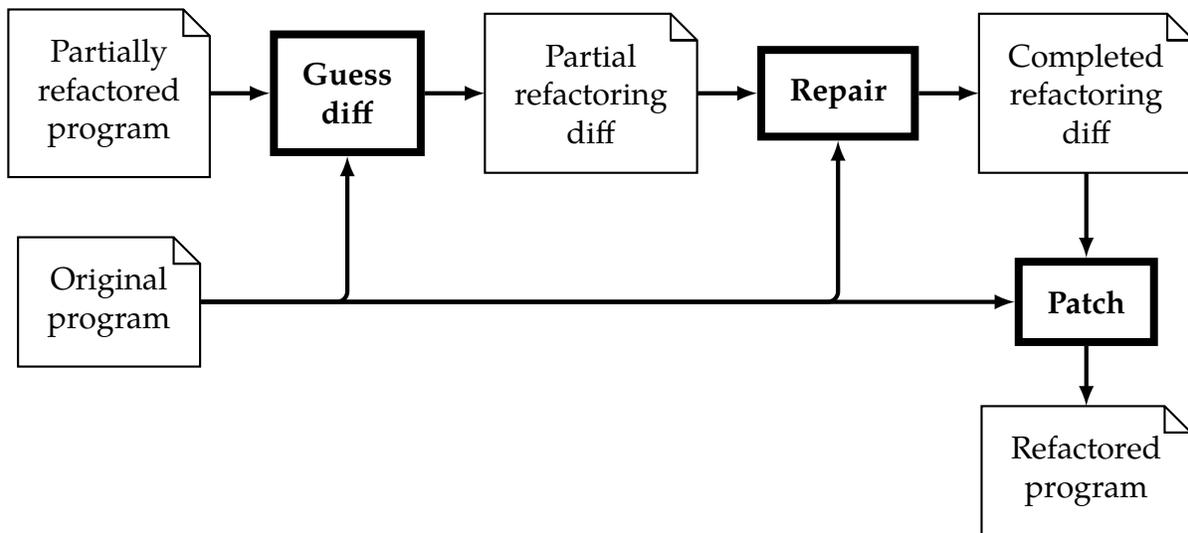 Partially
refactored
program
Guess
diff
Partial
refactoring
diff
Repair
Completed
refactoring
diff
Original
program
Patch
Refactored
program